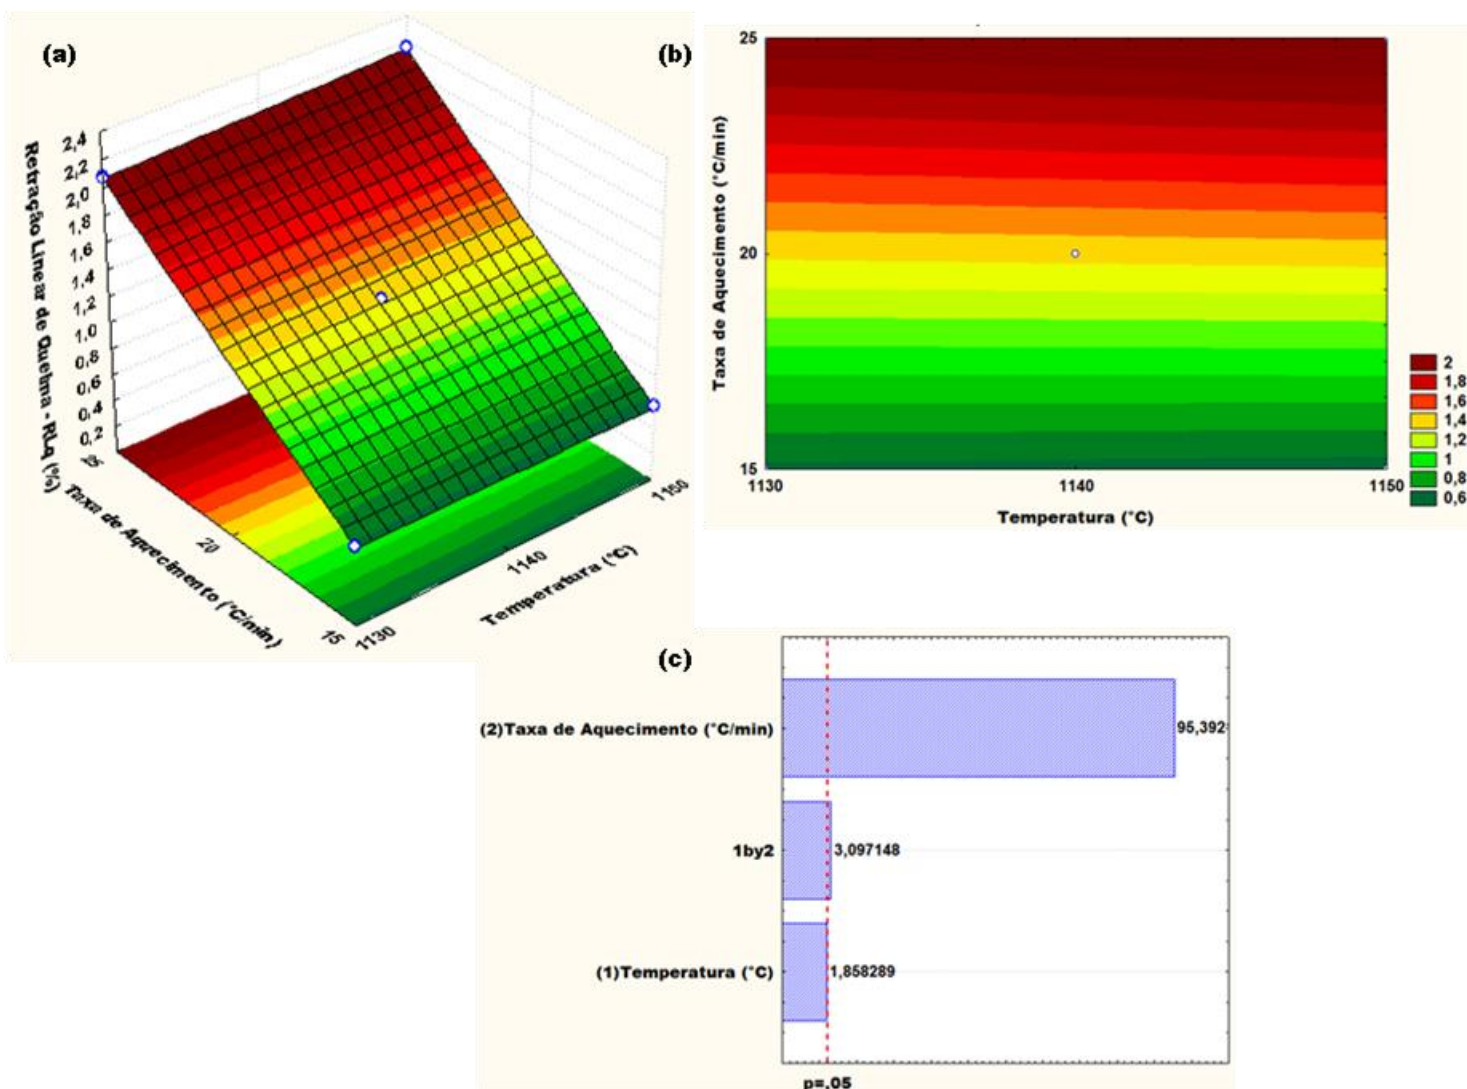 (a)
2,4
2,2
2,0
1,8
1,6
1,4
1,2
1,0
0,8
0,6
0,4
0,2
Retração Linear de Queima - RLq (%)
25
20
15
Taxa de Aquecimento (°C/min)
1130
1140
1150
Temperatura (°C)
(b)
25
20
15
Taxa de Aquecimento (°C/min)
1130
1140
1150
Temperatura (°C)
2
1,8
1,6
1,4
1,2
1
0,8
0,6
(c)
(2)Taxa de Aquecimento (°C/min)
95,392
1by2
3,097148
(1)Temperatura (°C)
1,858289
p=,05